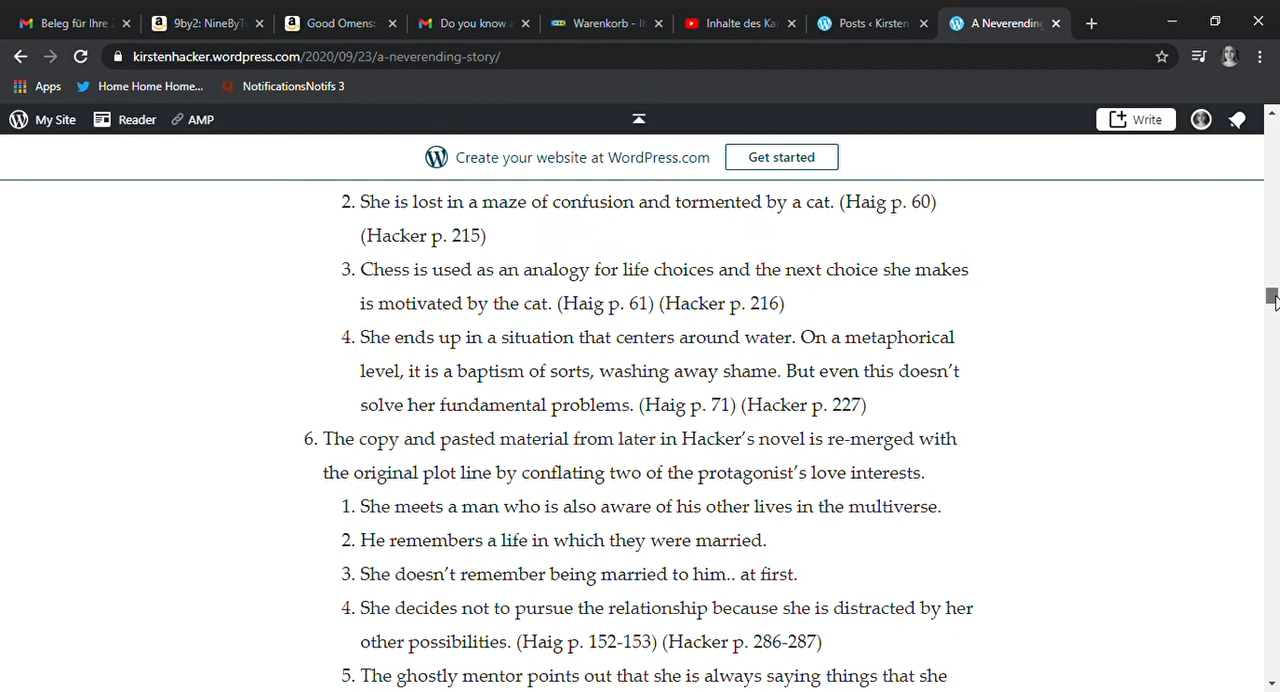 Beleg für Ihre
9by2: NineByT
Good Omens:
Do you know a
Warenkorb - I
Inhalte des Ka
Posts ‹ Kirsten
A Neverending
kirstenhacker.wordpress.com/2020/09/23/a-neverending-story/
Apps
Home Home Home...
NotificationsNotifs 3
My Site
Reader
AMP
Write
Create your website at WordPress.com
Get started
2. She is lost in a maze of confusion and tormented by a cat. (Haig p. 60)
(Hacker p. 215)
3. Chess is used as an analogy for life choices and the next choice she makes
is motivated by the cat. (Haig p. 61) (Hacker p. 216)
4. She ends up in a situation that centers around water. On a metaphorical
level, it is a baptism of sorts, washing away shame. But even this doesn’t
solve her fundamental problems. (Haig p. 71) (Hacker p. 227)
6. The copy and pasted material from later in Hacker’s novel is re-merged with
the original plot line by conflating two of the protagonist’s love interests.
1. She meets a man who is also aware of his other lives in the multiverse.
2. He remembers a life in which they were married.
3. She doesn’t remember being married to him.. at first.
4. She decides not to pursue the relationship because she is distracted by her
other possibilities. (Haig p. 152-153) (Hacker p. 286-287)
5. The ghostly mentor points out that she is always saying things that she